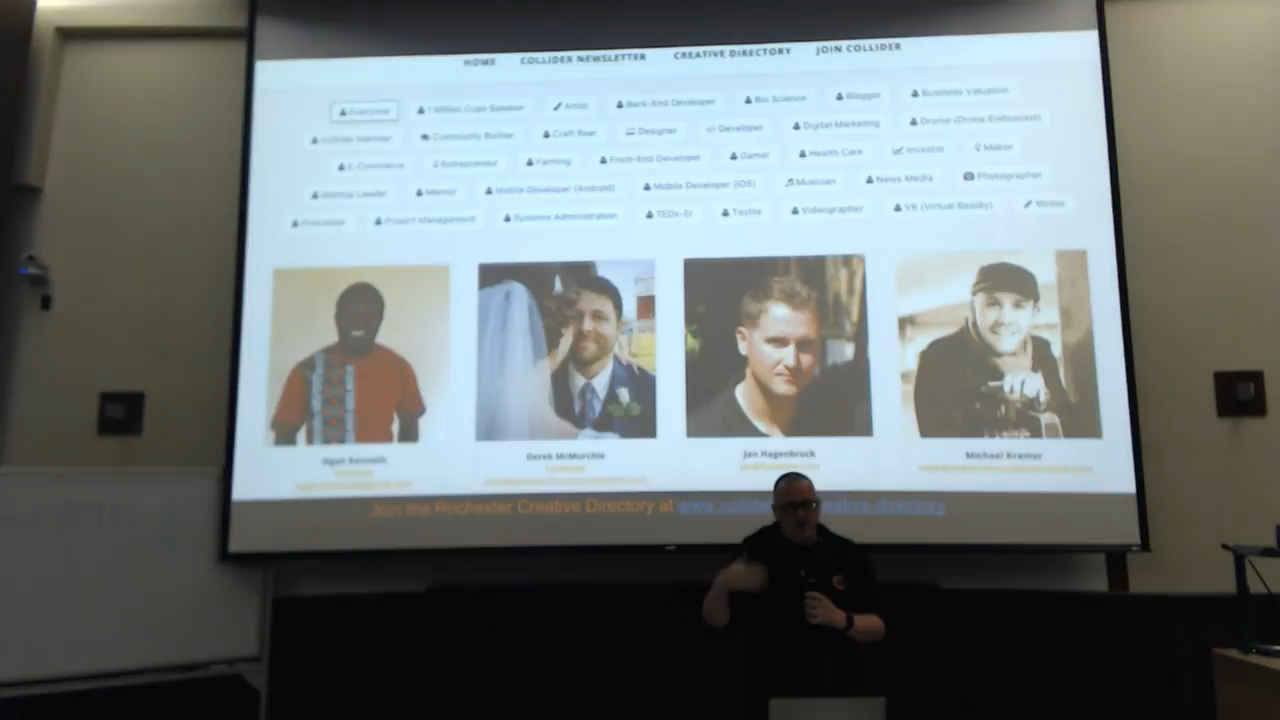 HOME COLLIDER NEWSLETTER CREATIVE DIRECTORY JOIN COLLIDER
Everyone 1 Million Cups Speaker Artist Back-End Developer Bio Science Blogger Business Valuation
Collider Member Community Builder Craft Beer Designer Developer Digital Marketing Drome (Drone Enthusiast)
E-Commerce Entrepreneur Farming Front-End Developer Gamer Health Care Investor Maker
Leader Mentor Mobile Developer (Android) Mobile Developer (iOS) Musician News Media Photographer
Project Management Systems Administration TEDx-Er Textile Videographer VR (Virtual Reality) Writer
Kenneth Derek McMurchie Jan Hagenbrock Michael Kramer
Join the Rochester Creative Directory at